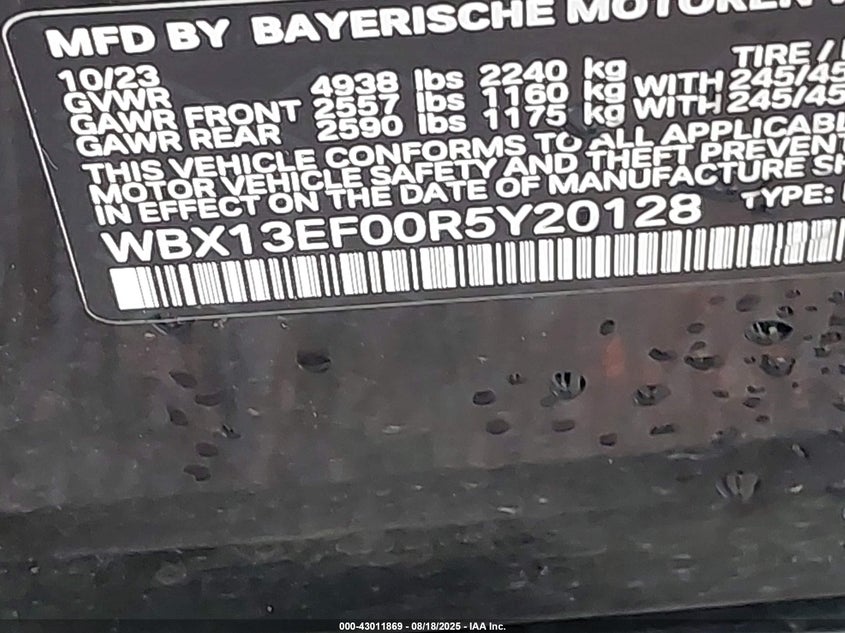 MFD BY BAYERISCHE MOTOREN
10/23
GVWR 4938 lbs 2240 kg TIRE /
GAWR FRONT 2557 lbs 1160 kg WITH 245/45
GAWR REAR 2590 lbs 1175 kg WITH 245/45
THIS VEHICLE CONFORMS TO ALL APPLICABL
MOTOR VEHICLE SAFETY AND THEFT PREVENT
IN EFFECT ON THE DATE OF MANUFACTURE SH
WBX13EF00R5Y20128 TYPE:
000-43011869 - 08/18/2025 - IAA Inc.